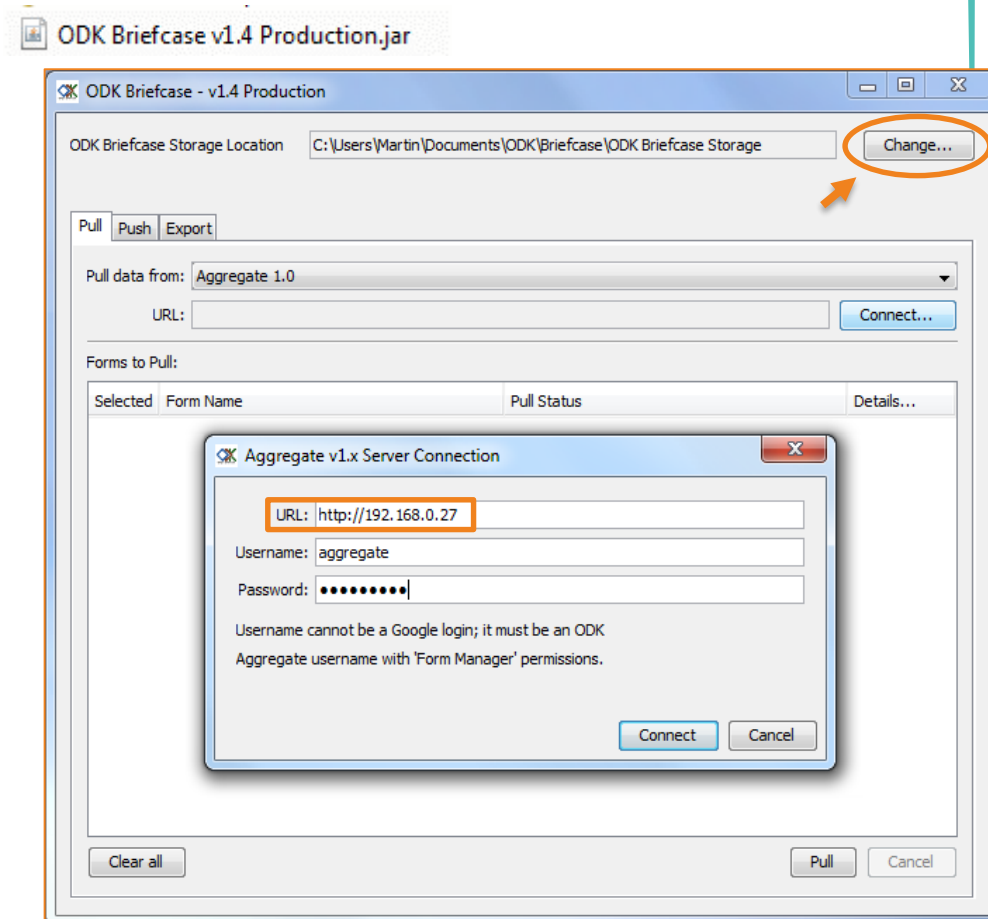 ODK Briefcase v1.4 Production.jar
ODK Briefcase - v1.4 Production
ODK Briefcase Storage Location C:\Users\Martin\Documents\ODK\Briefcase\ODK Briefcase Storage Change...
Pull Push Export
Pull data from: Aggregate 1.0
URL: Connect...
Forms to Pull:
Selected Form Name Pull Status Details...
Aggregate v1.x Server Connection
URL: http://192.168.0.27
Username: aggregate
Password: •••••••••
Username cannot be a Google login; it must be an ODK
Aggregate username with 'Form Manager' permissions.
Connect Cancel
Clear all Pull Cancel